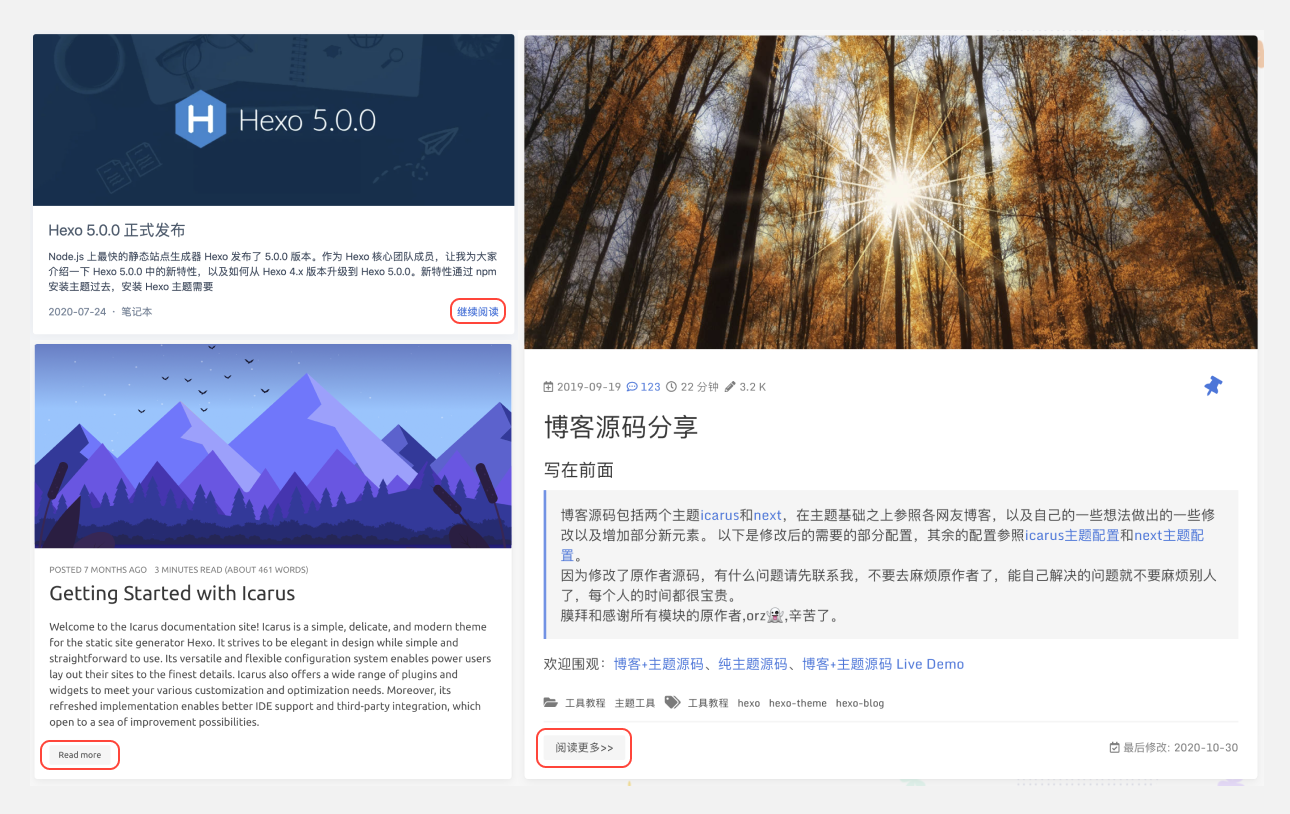 Hexo 5.0.0
Hexo 5.0.0 正式发布
Node.js 上最快的静态站点生成器 Hexo 发布了 5.0.0 版本。作为 Hexo 核心团队成员，让我为大家
介绍一下 Hexo 5.0.0 中的新特性，以及如何从 Hexo 4.x 版本升级到 Hexo 5.0.0。新特性通过 npm
安装主题过去，安装 Hexo 主题需要
2020-07-24 · 笔记本
继续阅读
POSTED 7 MONTHS AGO 3 MINUTES READ (ABOUT 461 WORDS)
Getting Started with Icarus
Welcome to the Icarus documentation site! Icarus is a simple, delicate, and modern theme
for the static site generator Hexo. It strives to be elegant in design while simple and
straightforward to use. Its versatile and flexible configuration system enables power users
lay out their sites to the finest details. Icarus also offers a wide range of plugins and
widgets to meet your various customization and optimization needs. Moreover, its
refreshed implementation enables better IDE support and third-party integration, which
open to a sea of improvement possibilities.
Read more
2019-09-19 123 22 分钟 3.2 K
博客源码分享
写在前面
博客源码包括两个主题icarus和next，在主题基础之上参照各网友博客，以及自己的一些想法做出的一些修
改以及增加部分新元素。 以下是修改后的需要的部分配置，其余的配置参照icarus主题配置和next主题配
置。
因为修改了原作者源码，有什么问题请先联系我，不要去麻烦原作者了，能自己解决的问题就不要麻烦别人
了，每个人的时间都很宝贵。
膜拜和感谢所有模块的原作者,orz👻,辛苦了。
欢迎围观：博客+主题源码、纯主题源码、博客+主题源码 Live Demo
工具教程 主题工具 工具教程 hexo hexo-theme hexo-blog
阅读更多>>
最后修改: 2020-10-30